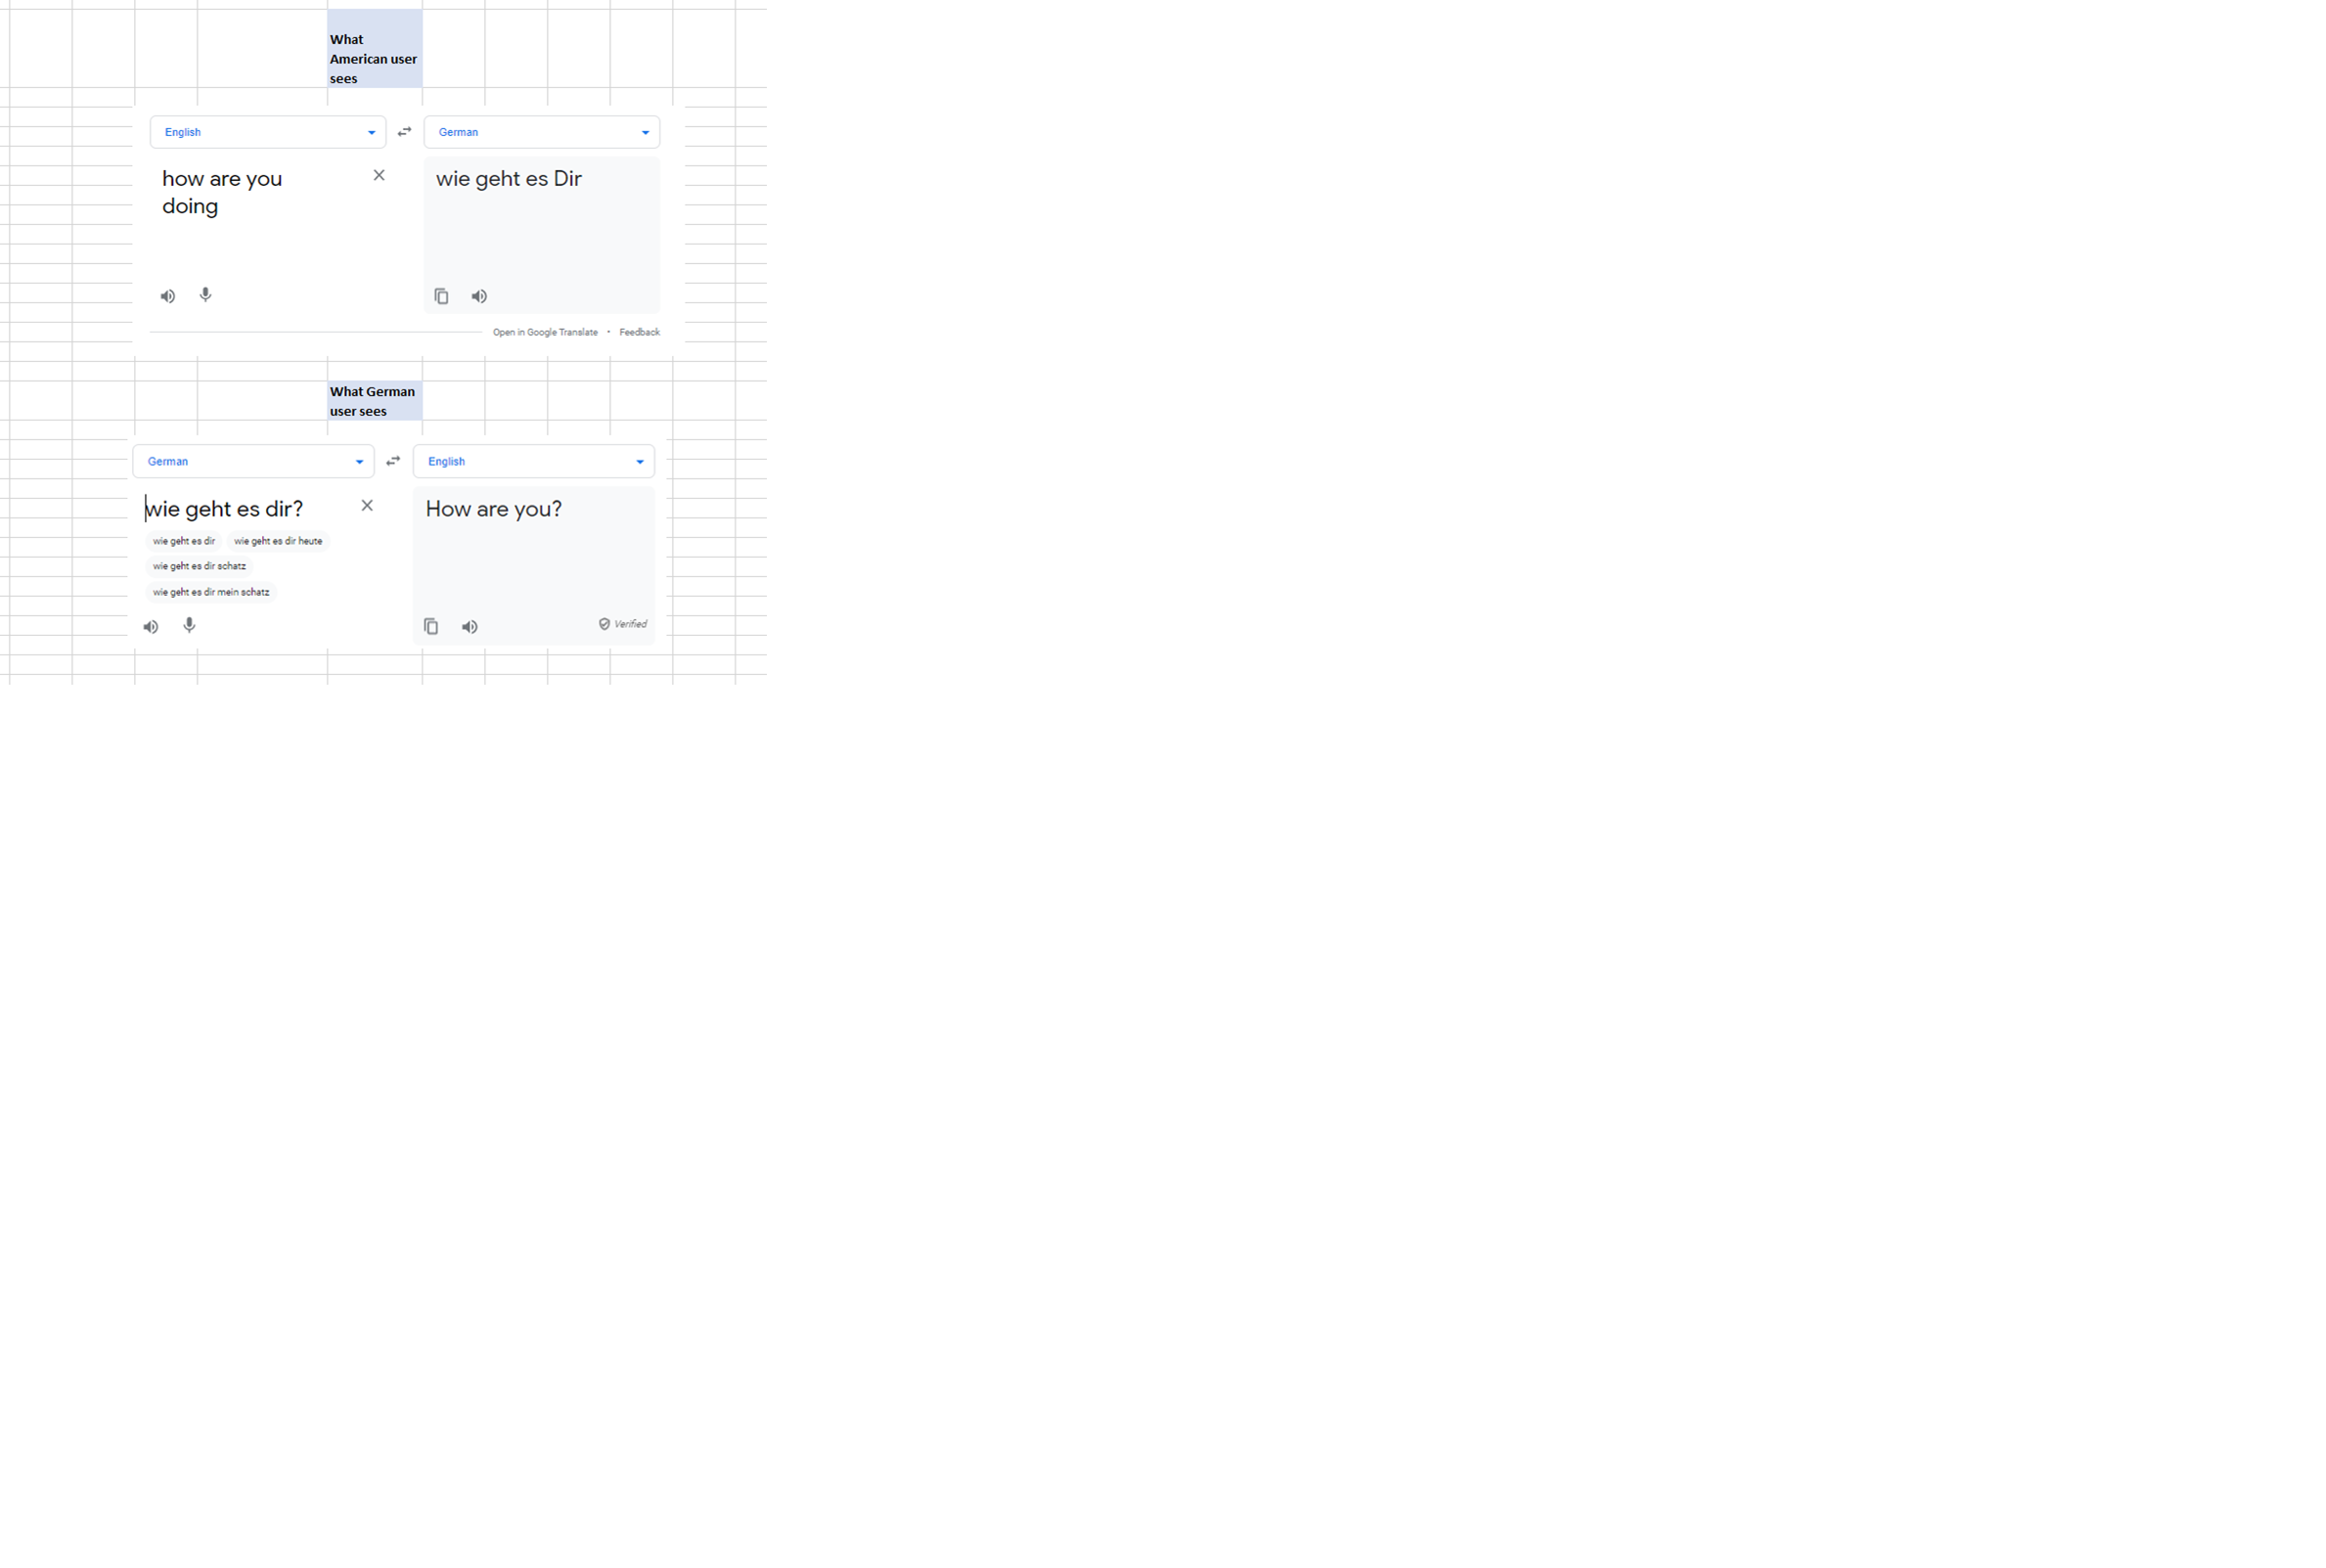 What
American user
sees
English
German
how are you
doing
wie geht es Dir
Open in Google Translate • Feedback
What German
user sees
German
English
wie geht es dir?
How are you?
wie geht es dir
wie geht es dir heute
wie geht es dir schatz
wie geht es dir mein schatz
Verified